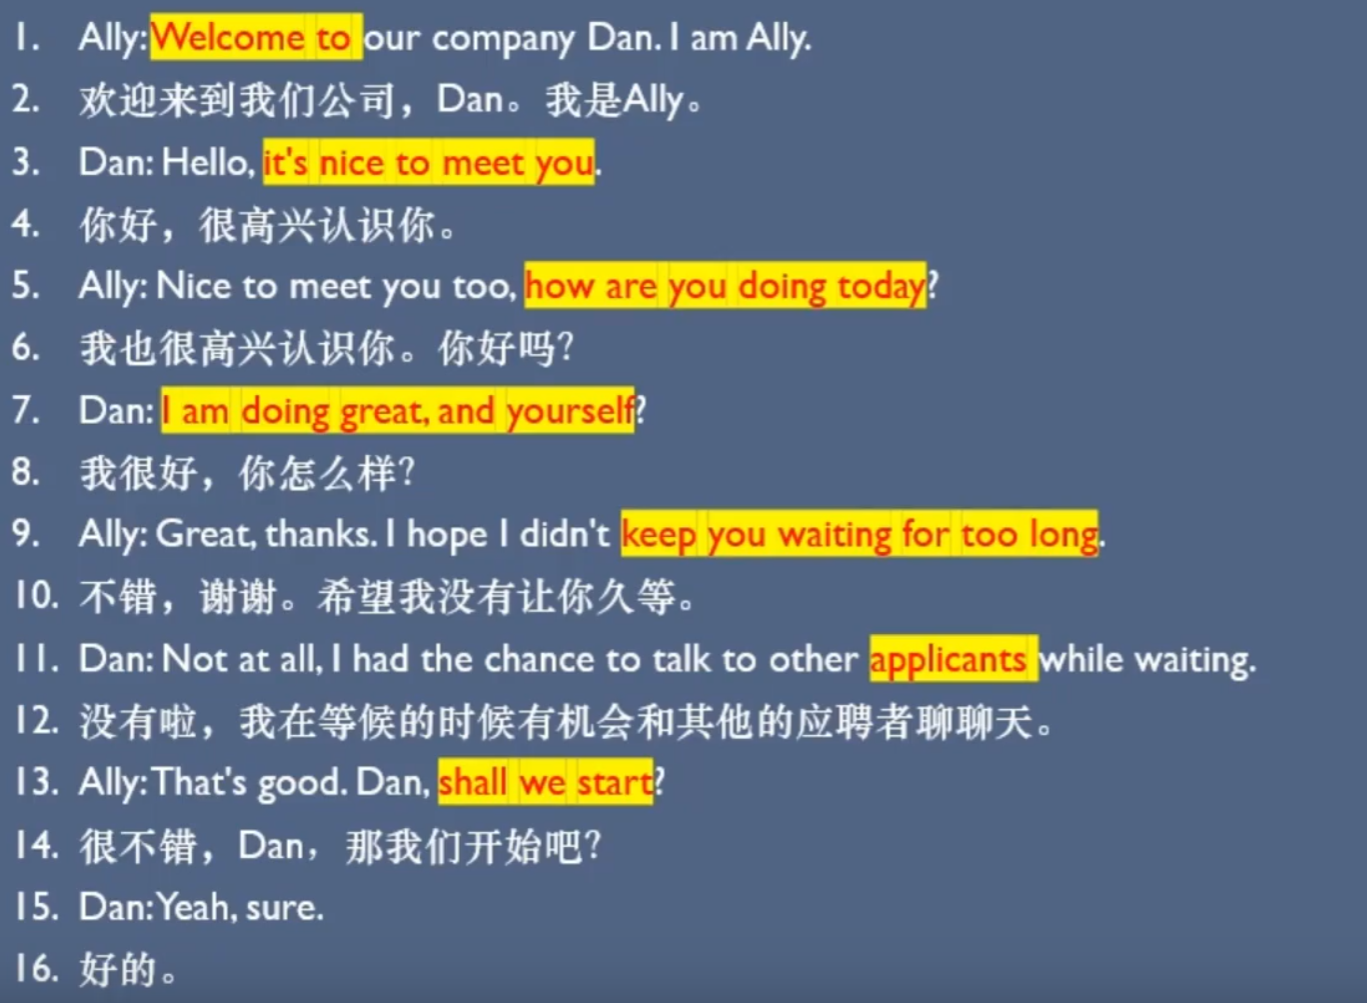 1. Ally:Welcome to our company Dan. I am Ally.
2. 欢迎来到我们公司，Dan。我是Ally。
3. Dan: Hello, it's nice to meet you.
4. 你好，很高兴认识你。
5. Ally: Nice to meet you too, how are you doing today?
6. 我也很高兴认识你。你好吗？
7. Dan: I am doing great, and yourself?
8. 我很好，你怎么样？
9. Ally: Great, thanks. I hope I didn't keep you waiting for too long.
10. 不错，谢谢。希望我没有让你久等。
11. Dan: Not at all, I had the chance to talk to other applicants while waiting.
12. 没有啦，我在等候的时候有机会和其他的应聘者聊聊天。
13. Ally:That's good. Dan, shall we start?
14. 很不错，Dan，那我们开始吧？
15. Dan:Yeah, sure.
16. 好的。